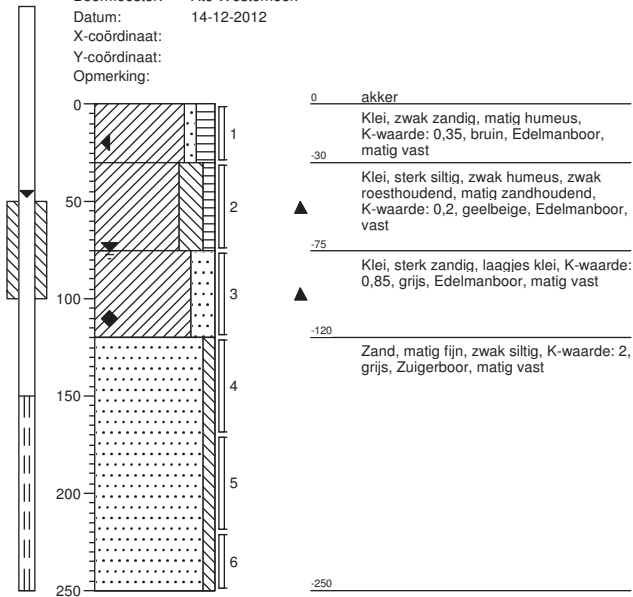 Datum: 14-12-2012
X-coördinaat:
Y-coördinaat:
Opmerking:
0
50
100
150
200
250
1
2
3
4
5
6
0 akker
Klei, zwak zandig, matig humeus,
K-waarde: 0,35, bruin, Edelmanboor,
matig vast
-30
Klei, sterk siltig, zwak humeus, zwak
roesthoudend, matig zandhoudend,
K-waarde: 0,2, geelbeige, Edelmanboor,
vast
-75
Klei, sterk zandig, laagjes klei, K-waarde:
0,85, grijs, Edelmanboor, matig vast
-120
Zand, matig fijn, zwak siltig, K-waarde: 2,
grijs, Zuigerboor, matig vast
-250